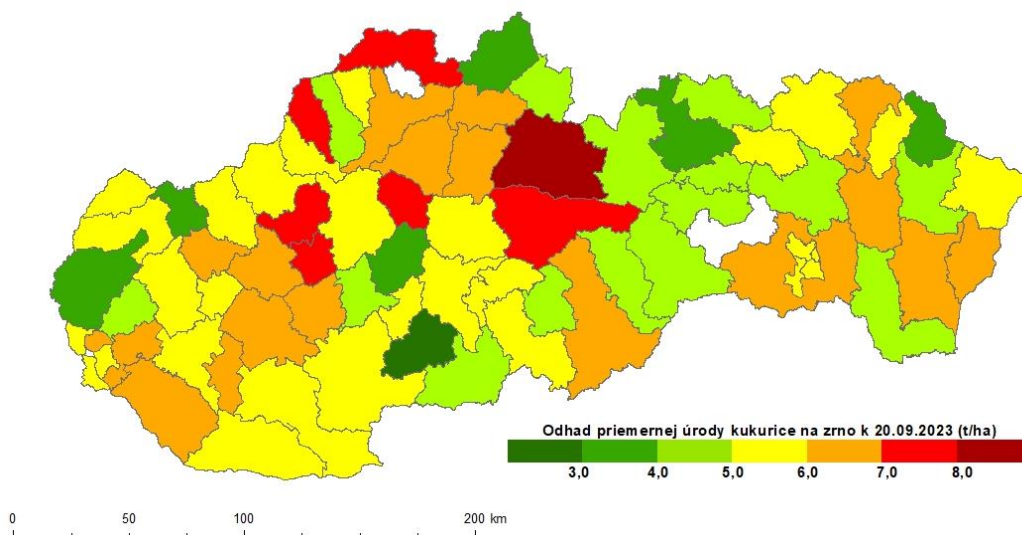 Odhad priemernej úrody kukurice na zrno k 20.09.2023 (t/ha)
3,0 4,0 5,0 6,0 7,0 8,0
0 50 100 200 km